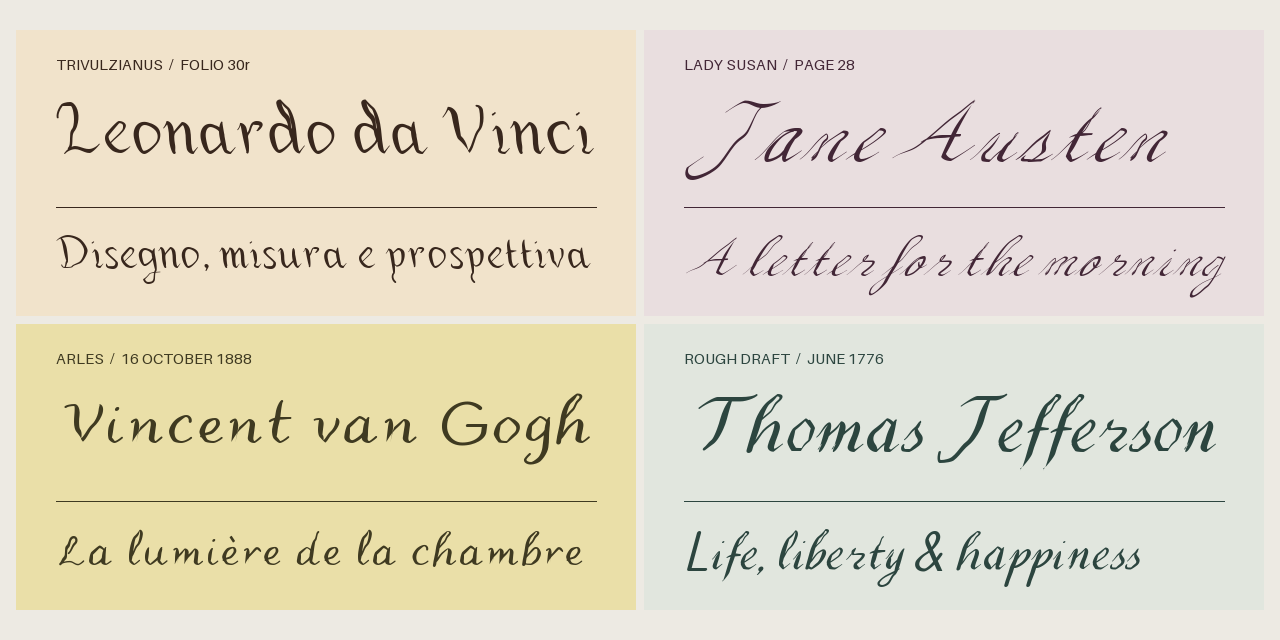 TRIVULZIANUS / FOLIO 30r
Leonardo da Vinci
Disegno, misura e prospettiva
LADY SUSAN / PAGE 28
Jane Austen
A letter for the morning
ARLES / 16 OCTOBER 1888
Vincent van Gogh
La lumière de la chambre
ROUGH DRAFT / JUNE 1776
Thomas Jefferson
Life, liberty & happiness